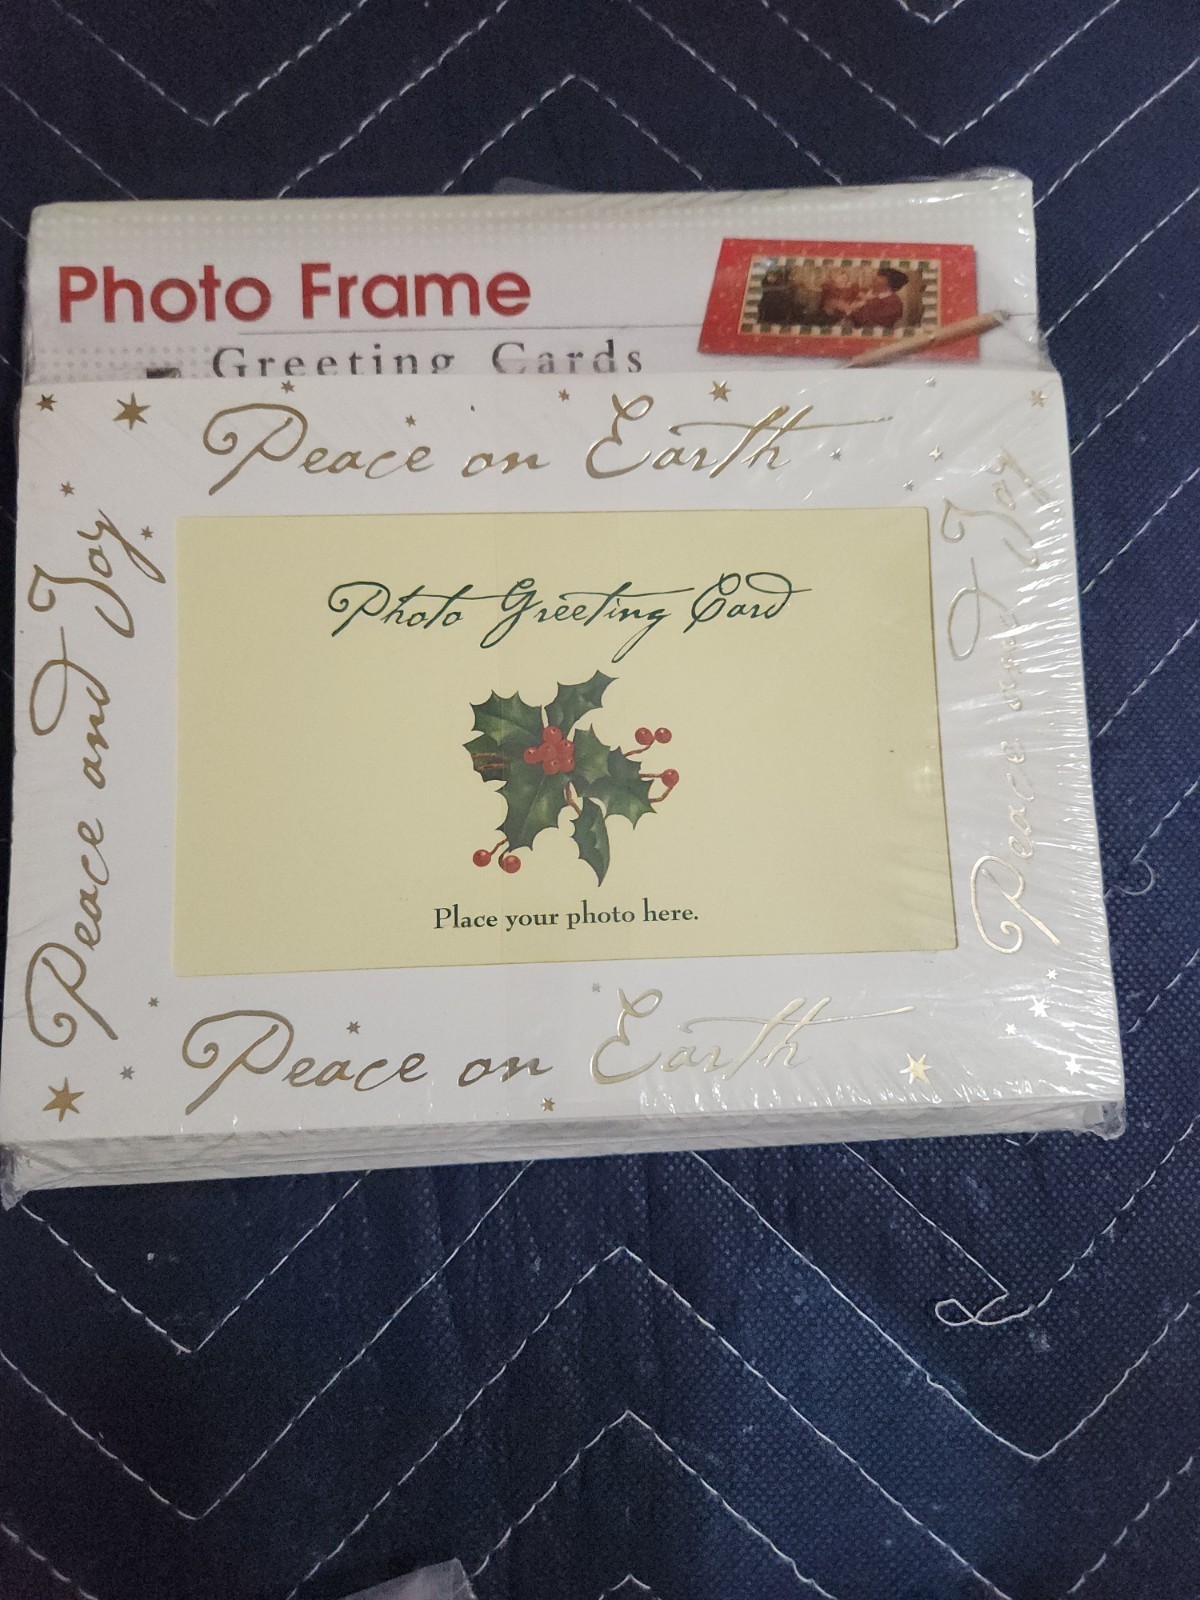 Photo Frame
Greeting Cards
Peace on Earth
Peace and Joy
Photo Greeting Card
Place your photo here.
Peace and Joy
Peace on Earth